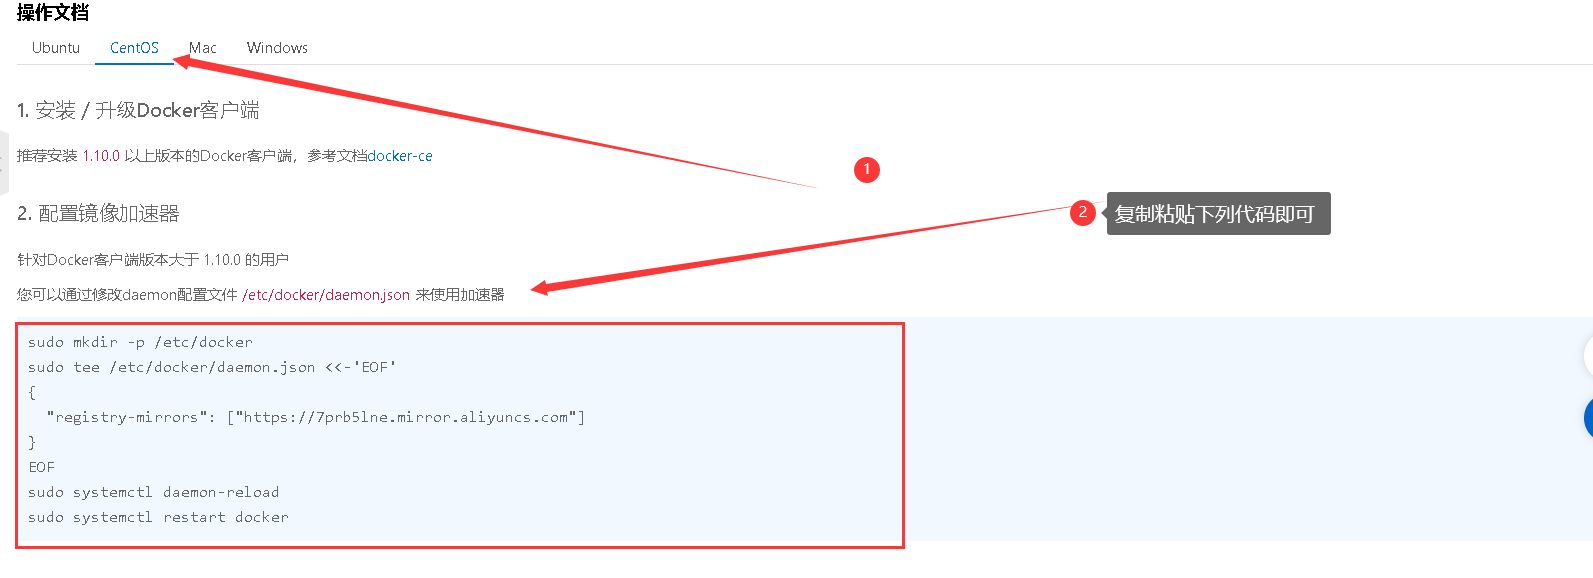 操作文档
Ubuntu CentOS Mac Windows
1. 安装 / 升级Docker客户端
推荐安装 1.10.0 以上版本的Docker客户端，参考文档docker-ce
1
2. 配置镜像加速器
2 复制粘贴下列代码即可
针对Docker客户端版本大于 1.10.0 的用户
您可以通过修改daemon配置文件 /etc/docker/daemon.json 来使用加速器
sudo mkdir -p /etc/docker
sudo tee /etc/docker/daemon.json <<-'EOF'
{
  "registry-mirrors": ["https://7prb5lne.mirror.aliyuncs.com"]
}
EOF
sudo systemctl daemon-reload
sudo systemctl restart docker